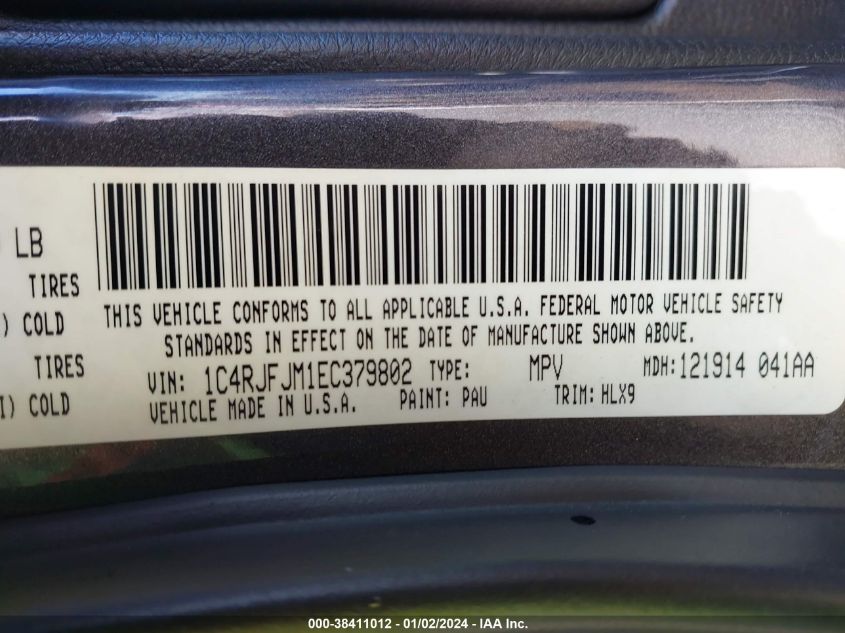 LB
TIRES
) COLD
TIRES
I) COLD
THIS VEHICLE CONFORMS TO ALL APPLICABLE U.S.A. FEDERAL MOTOR VEHICLE SAFETY
STANDARDS IN EFFECT ON THE DATE OF MANUFACTURE SHOWN ABOVE.
VIN: 1C4RJFJM1EC379802 TYPE: MPV MDH:121914 041AA
VEHICLE MADE IN U.S.A. PAINT: PAU TRIM: HLX9
000-38411012 - 01/02/2024 - IAA Inc.